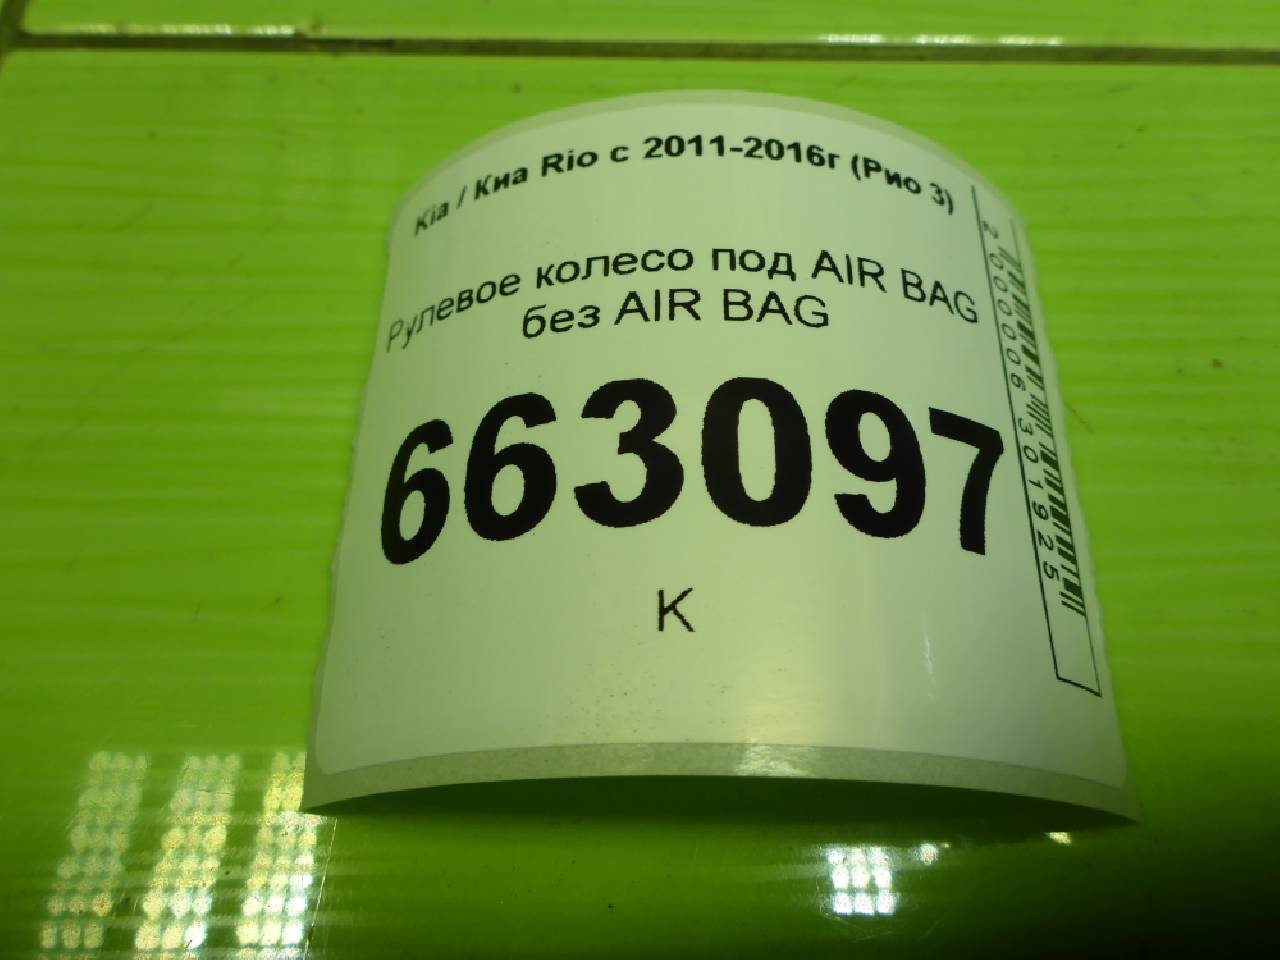 Kia / Киа Rio с 2011-2016г (Рио 3)
Рулевое колесо под AIR BAG
без AIR BAG
663097
К
2000006301925